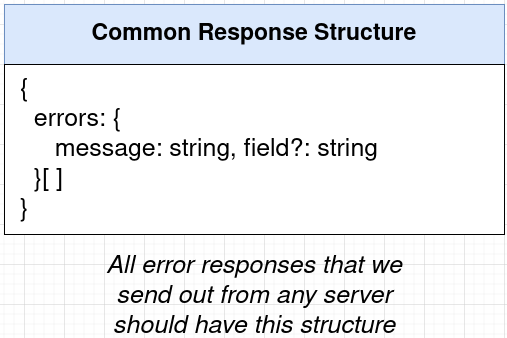 Common Response Structure
{
errors: {
message: string, field?: string
}[ ]
}
All error responses that we
send out from any server
should have this structure